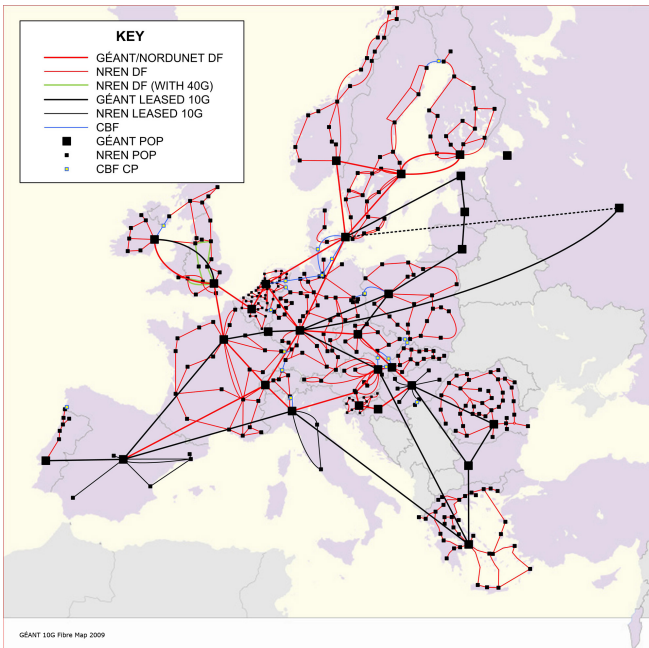 KEY
GÉANT/NORDUNET DF
NREN DF
NREN DF (WITH 40G)
GÉANT LEASED 10G
NREN LEASED 10G
CBF
GÉANT POP
NREN POP
CBF CP
GÉANT 10G Fibre Map 2009